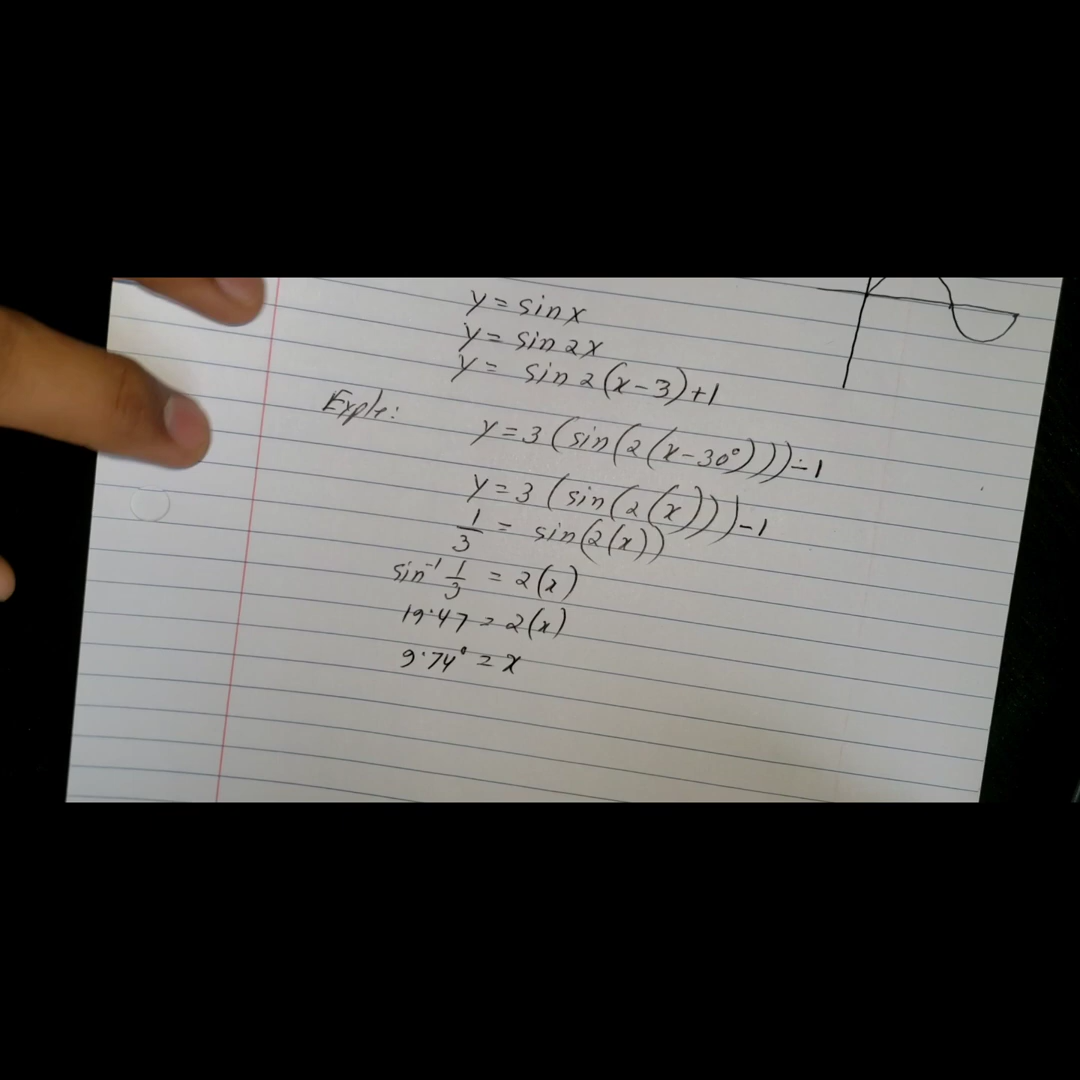 y = sin x
y = sin 2x
y = sin 2(x-3)+1
Exple:
y = 3(sin(2(x-30°)))-1
y = 3(sin(2(x)))-1
1/3 = sin(2(x))
sin⁻¹ 1/3 = 2(x)
19.47 = 2(x)
9.74° = x